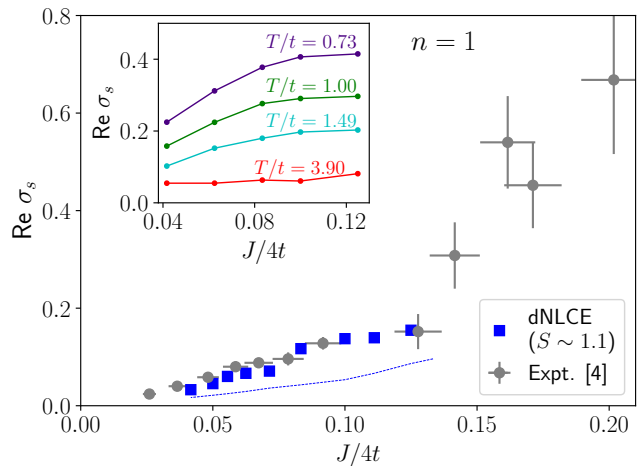 n = 1
0.8
0.6
0.4
0.2
0.0
Re σₛ
0.00
0.05
0.10
0.15
0.20
J/4t
0.4
0.2
0.0
Re σₛ
T/t = 0.73
T/t = 1.00
T/t = 1.49
T/t = 3.90
0.04
0.08
0.12
J/4t
dNLCE
(S ∼ 1.1)
Expt. [4]